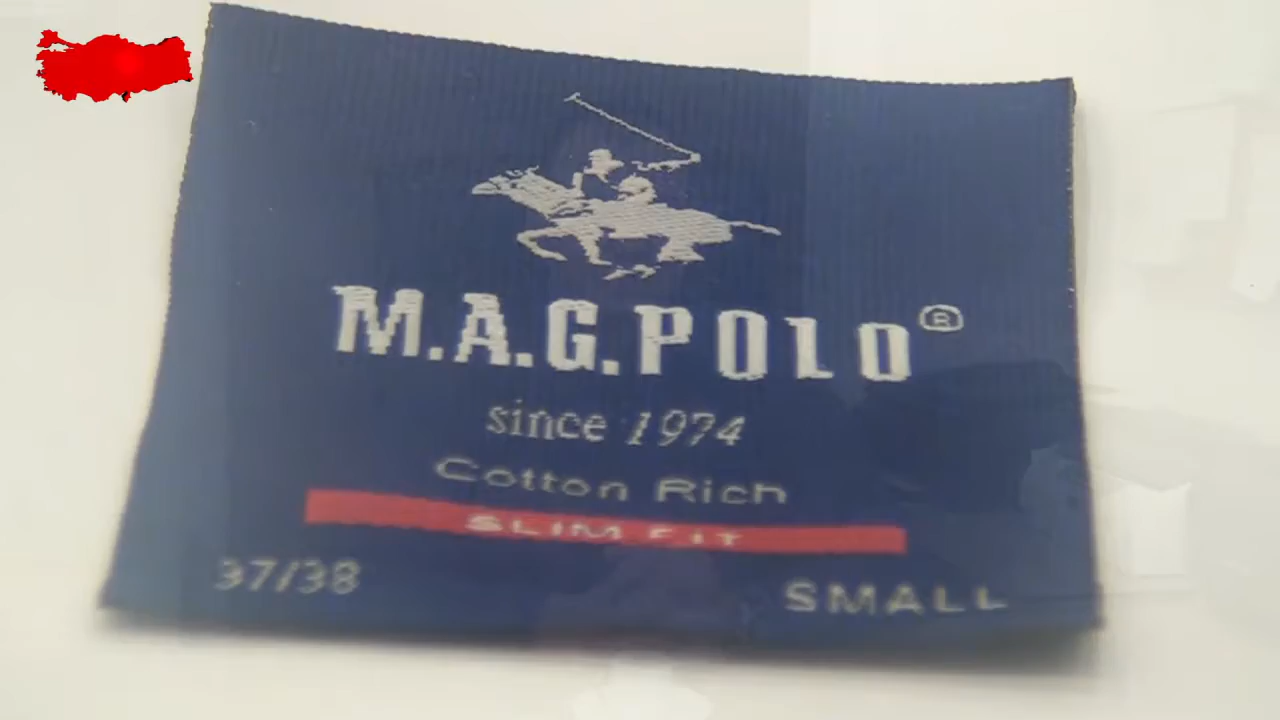 M.A.G.POLO®
since 1974
Cotton Rich
SLIM FIT
37/38
SMALL